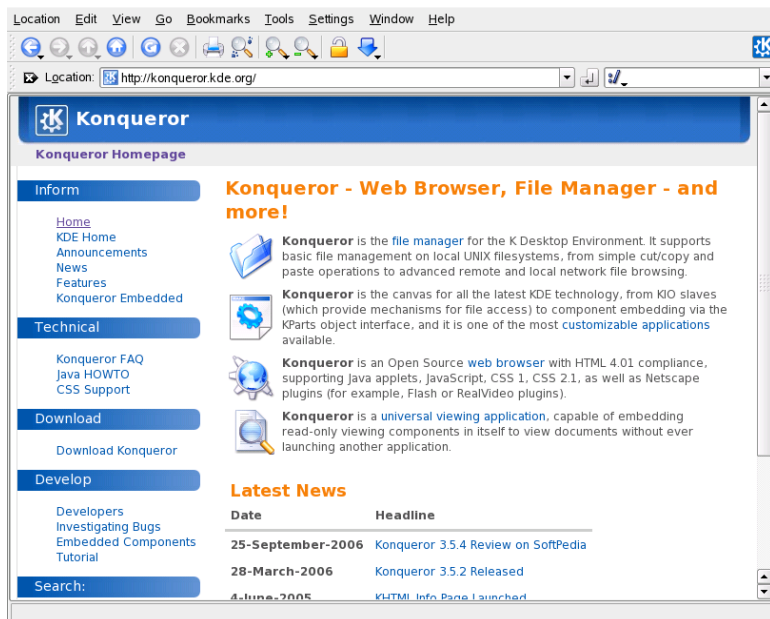 Location Edit View Go Bookmarks Tools Settings Window Help
Location: http://konqueror.kde.org/
Konqueror
Konqueror Homepage
Inform
Home
KDE Home
Announcements
News
Features
Konqueror Embedded
Technical
Konqueror FAQ
Java HOWTO
CSS Support
Download
Download Konqueror
Develop
Developers
Investigating Bugs
Embedded Components
Tutorial
Search:
Konqueror - Web Browser, File Manager - and
more!
Konqueror is the file manager for the K Desktop Environment. It supports
basic file management on local UNIX filesystems, from simple cut/copy and
paste operations to advanced remote and local network file browsing.
Konqueror is the canvas for all the latest KDE technology, from KIO slaves
(which provide mechanisms for file access) to component embedding via the
KParts object interface, and it is one of the most customizable applications
available.
Konqueror is an Open Source web browser with HTML 4.01 compliance,
supporting Java applets, JavaScript, CSS 1, CSS 2.1, as well as Netscape
plugins (for example, Flash or RealVideo plugins).
Konqueror is a universal viewing application, capable of embedding
read-only viewing components in itself to view documents without ever
launching another application.
Latest News
Date Headline
25-September-2006 Konqueror 3.5.4 Review on SoftPedia
28-March-2006 Konqueror 3.5.2 Released
4-June-2005 KHTML Info Page Launched